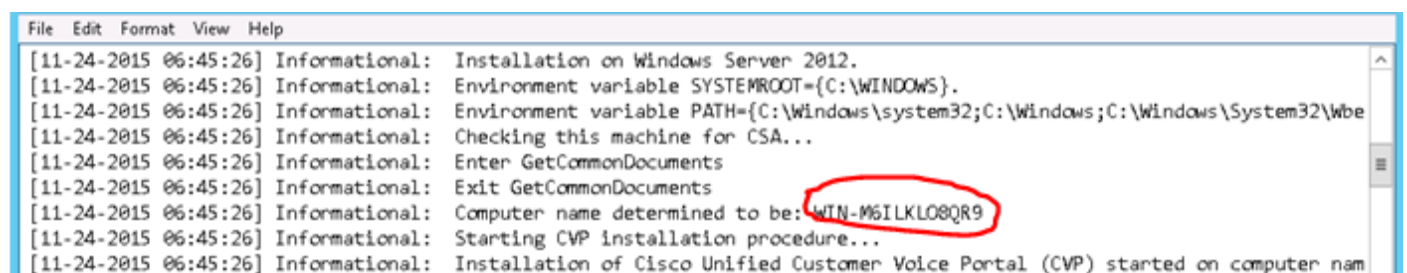 File Edit Format View Help
[11-24-2015 06:45:26] Informational: Installation on Windows Server 2012.
[11-24-2015 06:45:26] Informational: Environment variable SYSTEMROOT={C:\WINDOWS}.
[11-24-2015 06:45:26] Informational: Environment variable PATH={C:\Windows\system32;C:\Windows;C:\Windows\System32\Wbe
[11-24-2015 06:45:26] Informational: Checking this machine for CSA...
[11-24-2015 06:45:26] Informational: Enter GetCommonDocuments
[11-24-2015 06:45:26] Informational: Exit GetCommonDocuments
[11-24-2015 06:45:26] Informational: Computer name determined to be: WIN-M6ILKLO8QR9
[11-24-2015 06:45:26] Informational: Starting CVP installation procedure...
[11-24-2015 06:45:26] Informational: Installation of Cisco Unified Customer Voice Portal (CVP) started on computer nam